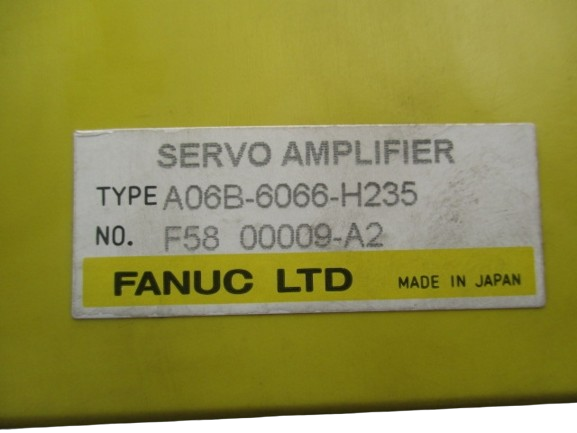 SERVO AMPLIFIER
TYPE A06B-6066-H235
NO. F58 00009-A2
FANUC LTD MADE IN JAPAN